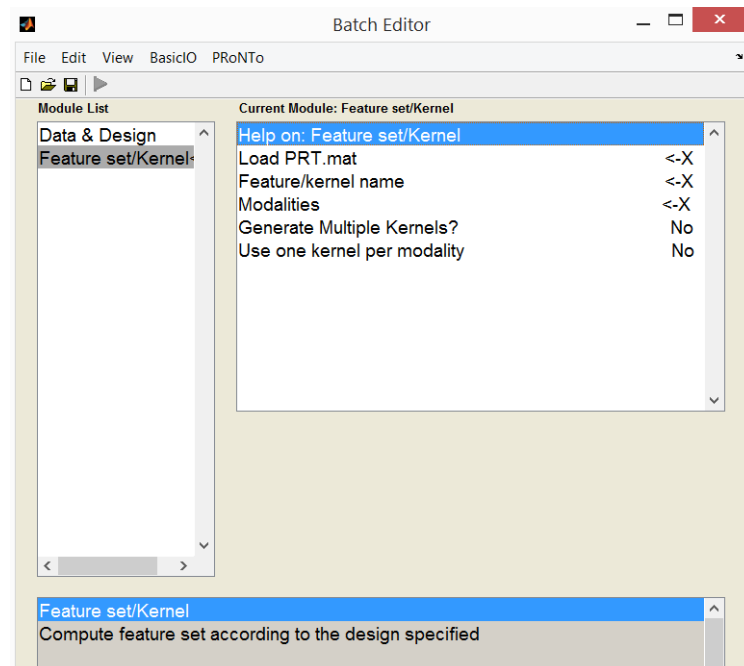 Batch Editor
File Edit View BasicIO PRoNTo
Module List
Current Module: Feature set/Kernel
Data & Design
Feature set/Kernel<
Help on: Feature set/Kernel
Load PRT.mat <-X
Feature/kernel name <-X
Modalities <-X
Generate Multiple Kernels? No
Use one kernel per modality No
Feature set/Kernel
Compute feature set according to the design specified